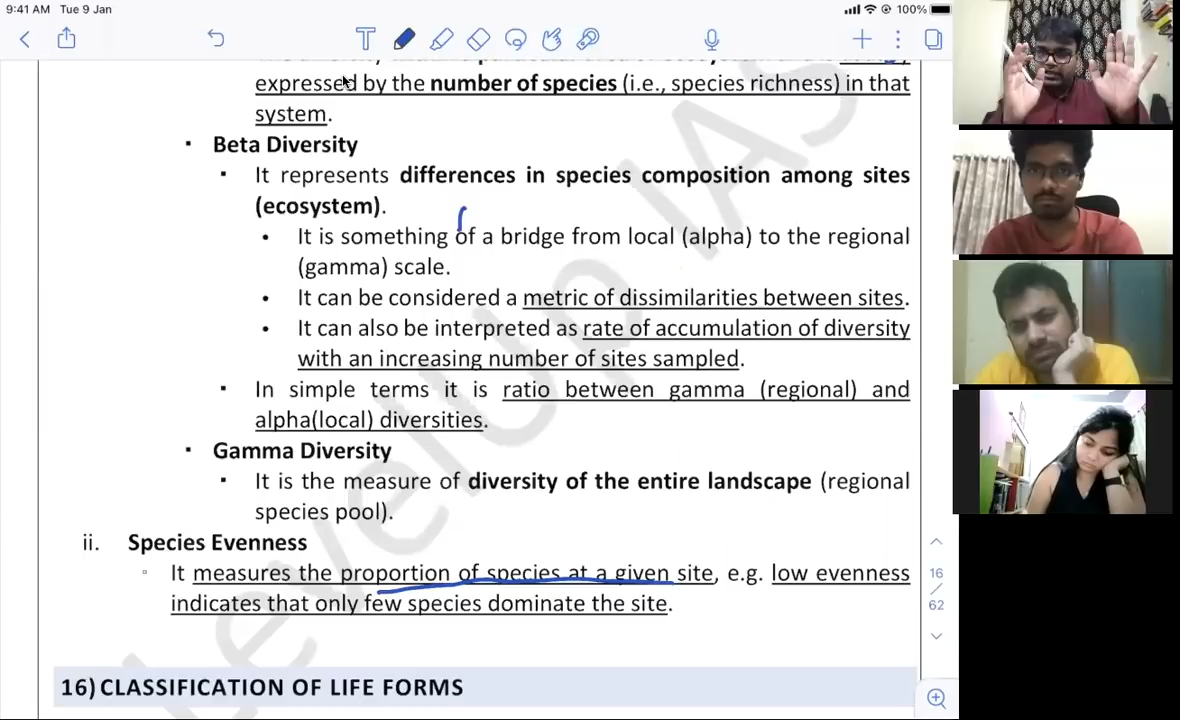 9:41 AM Tue 9 Jan
100%
expressed by the number of species (i.e., species richness) in that
system.
▪ Beta Diversity
▪ It represents differences in species composition among sites
(ecosystem).
• It is something of a bridge from local (alpha) to the regional
(gamma) scale.
• It can be considered a metric of dissimilarities between sites.
• It can also be interpreted as rate of accumulation of diversity
with an increasing number of sites sampled.
▪ In simple terms it is ratio between gamma (regional) and
alpha(local) diversities.
▪ Gamma Diversity
▪ It is the measure of diversity of the entire landscape (regional
species pool).
ii. Species Evenness
▫ It measures the proportion of species at a given site, e.g. low evenness
indicates that only few species dominate the site.
16
/
62
16) CLASSIFICATION OF LIFE FORMS
LevelUp IAS